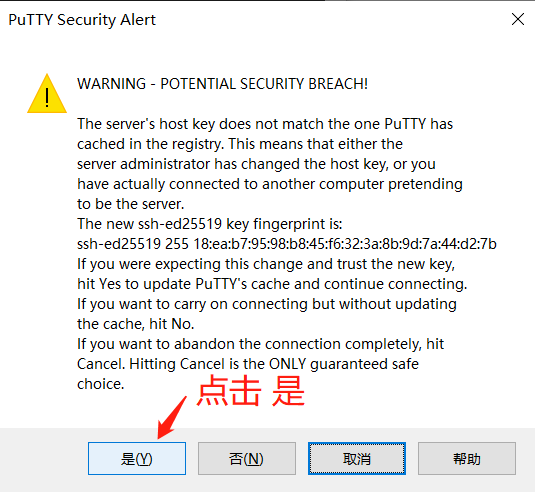 PuTTY Security Alert
WARNING - POTENTIAL SECURITY BREACH!
The server's host key does not match the one PuTTY has
cached in the registry. This means that either the
server administrator has changed the host key, or you
have actually connected to another computer pretending
to be the server.
The new ssh-ed25519 key fingerprint is:
ssh-ed25519 255 18:ea:b7:95:98:b8:45:f6:32:3a:8b:9d:7a:44:d2:7b
If you were expecting this change and trust the new key,
hit Yes to update PuTTY's cache and continue connecting.
If you want to carry on connecting but without updating
the cache, hit No.
If you want to abandon the connection completely, hit
Cancel. Hitting Cancel is the ONLY guaranteed safe
choice.
点击 是
是(Y) 否(N) 取消 帮助